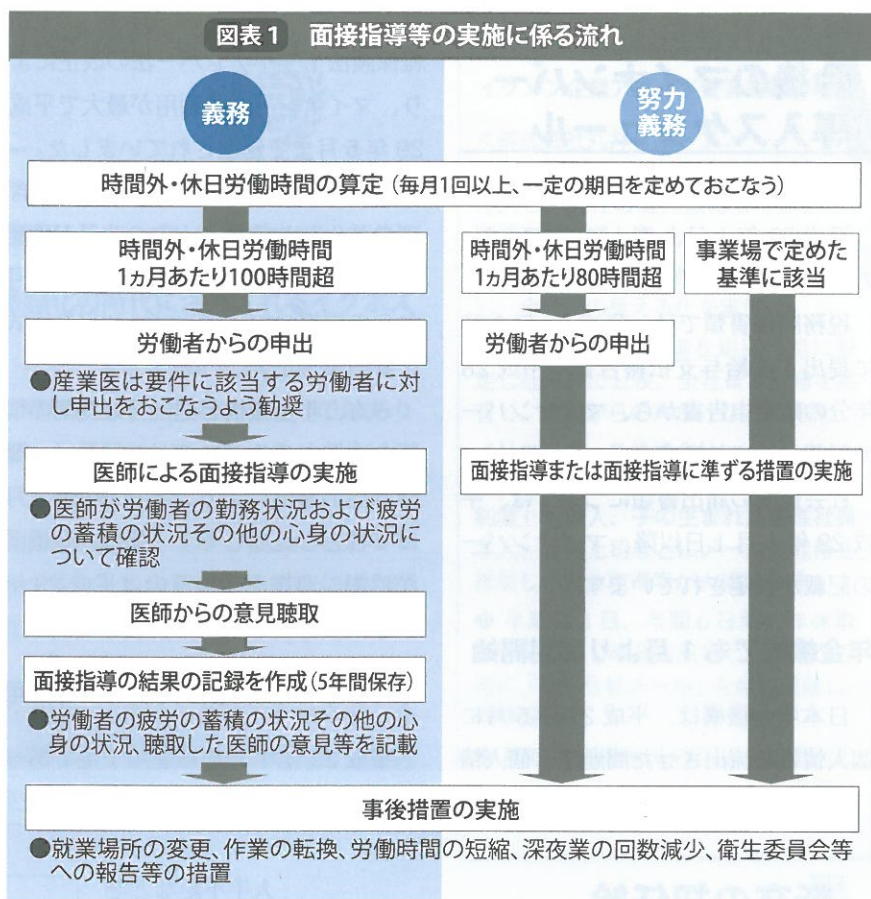 図表1 面接指導等の実施に係る流れ
義務
努力
義務
時間外・休日労働時間の算定(毎月1回以上、一定の期日を定めておこなう)
時間外・休日労働時間
1ヵ月あたり100時間超
時間外・休日労働時間
1ヵ月あたり80時間超
事業場で定めた
基準に該当
労働者からの申出
労働者からの申出
●産業医は要件に該当する労働者に対
し申出をおこなうよう勧奨
医師による面接指導の実施
面接指導または面接指導に準ずる措置の実施
●医師が労働者の勤務状況および疲労
の蓄積の状況その他の心身の状況に
ついて確認
医師からの意見聴取
面接指導の結果の記録を作成(5年間保存)
●労働者の疲労の蓄積の状況その他の心
身の状況、聴取した医師の意見等を記載
事後措置の実施
●就業場所の変更、作業の転換、労働時間の短縮、深夜業の回数減少、衛生委員会等
への報告等の措置